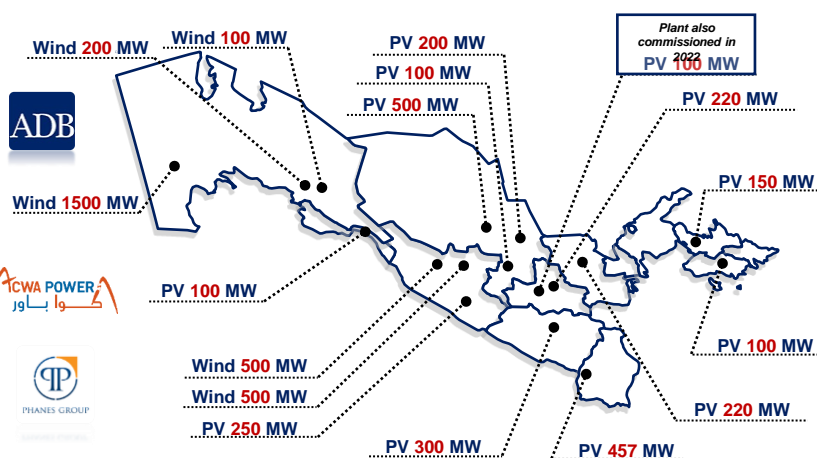 Wind 200 MW
Wind 100 MW
PV 200 MW
PV 100 MW
PV 500 MW
Plant also
commissioned in
2022
PV 100 MW
PV 220 MW
ADB
PV 150 MW
Wind 1500 MW
ACWA POWER
أكوا باور
PV 100 MW
PHANES GROUP
Wind 500 MW
Wind 500 MW
PV 250 MW
PV 300 MW
PV 457 MW
PV 220 MW
PV 100 MW